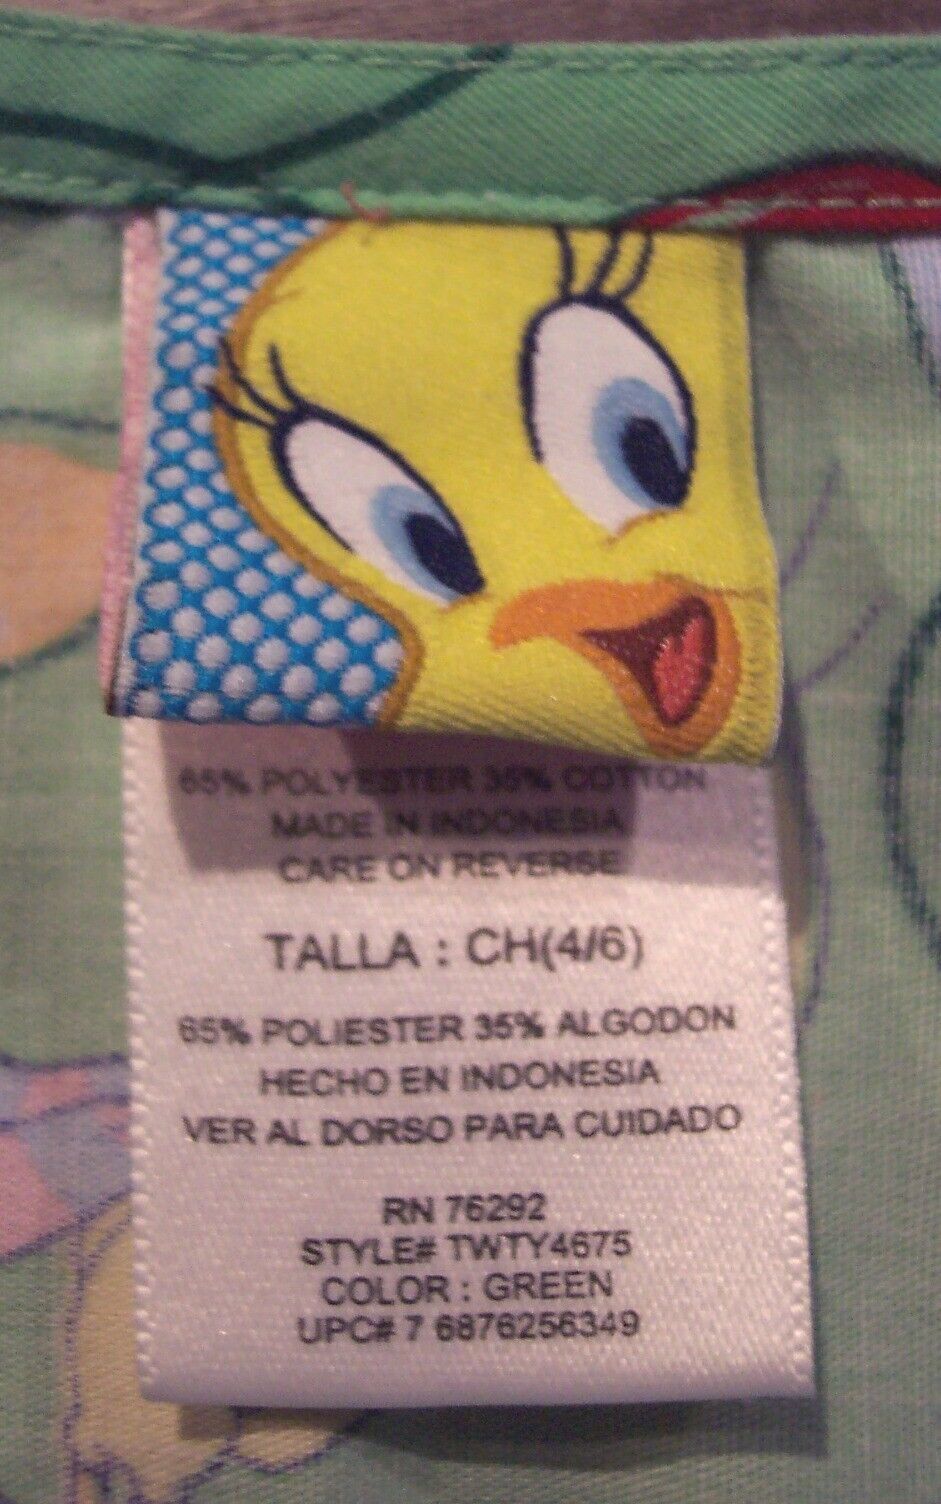 65% POLYESTER 35% COTTON
MADE IN INDONESIA
CARE ON REVERSE
TALLA : CH(4/6)
65% POLIESTER 35% ALGODON
HECHO EN INDONESIA
VER AL DORSO PARA CUIDADO
RN 76292
STYLE# TWTY4675
COLOR : GREEN
UPC# 7 6876256349